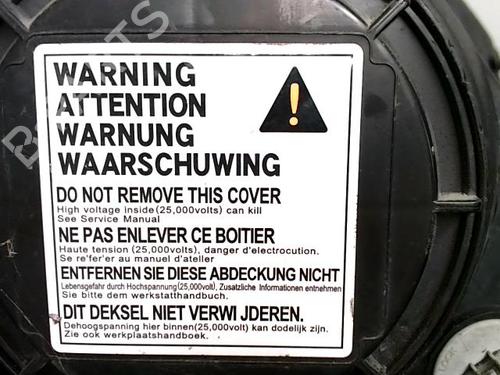 WARNING
ATTENTION
WARNUNG
WAARSCHUWING
DO NOT REMOVE THIS COVER
High voltage inside(25,000volts) can kill
See Service Manual
NE PAS ENLEVER CE BOITIER
Haute tension (25,000volts), danger d'electrocution.
Se re'fer'er au manuel d'ateller
ENTFERNEN SIE DIESE ABDECKUNG NICHT
Lebensgefahr durch Hochspannung(25,000volt), Zusatzliche Informationen entnehmen
Sie bitte dem werkstatthandbuch.
DIT DEKSEL NIET VERWI JDEREN.
Dehoogspanning hier binnen(25,000volt) kan dodelijk zijn.
Zie ook werkplaatshandboek.
LOCK